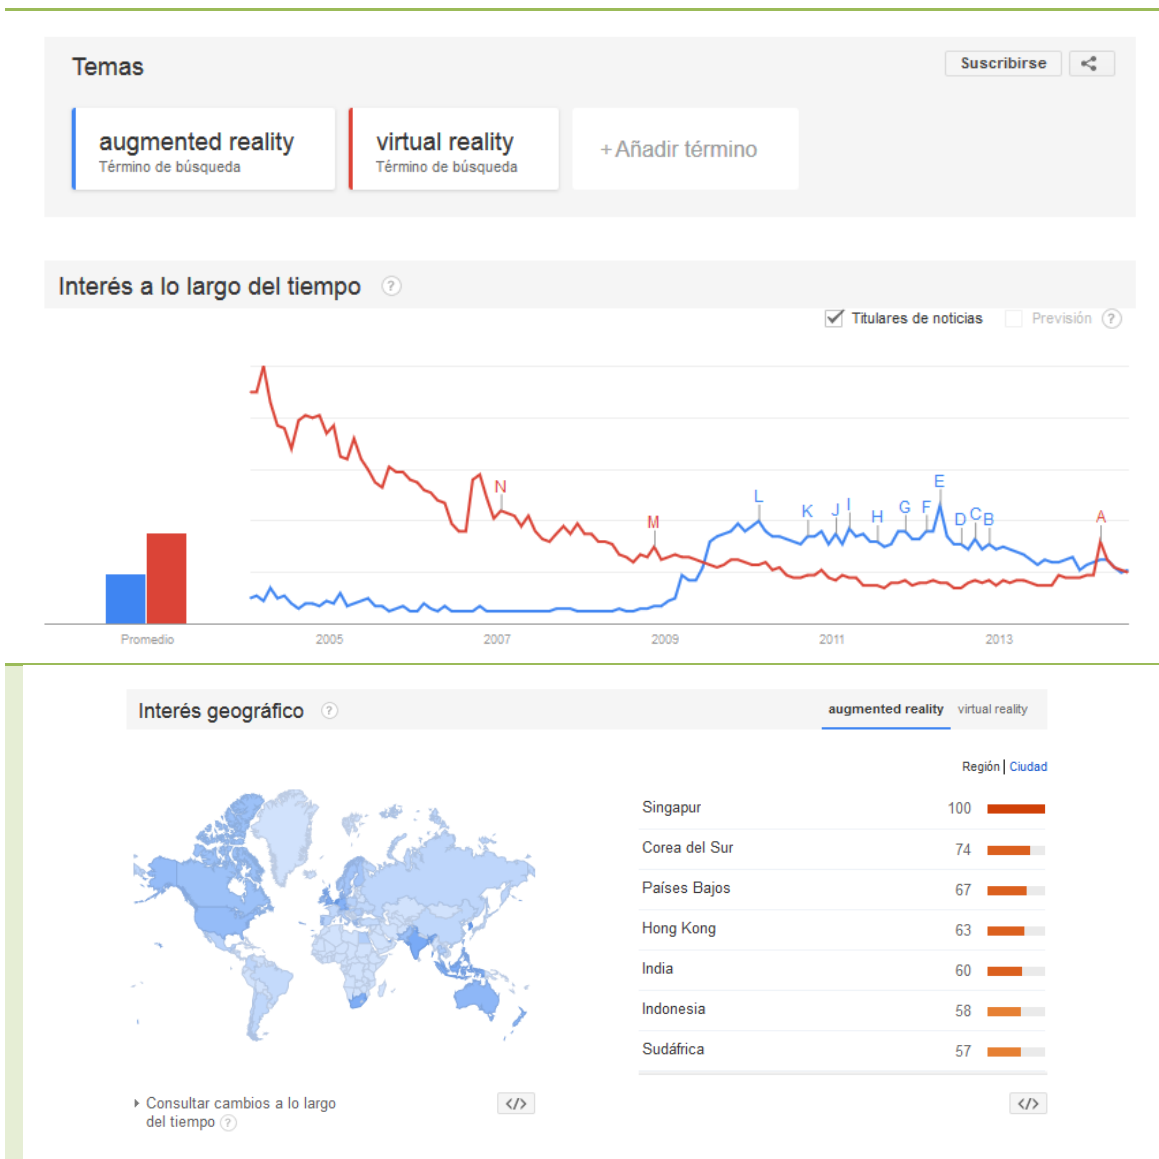 Temas
Suscribirse
augmented reality
Término de búsqueda
virtual reality
Término de búsqueda
+Añadir término
Interés a lo largo del tiempo ?
Titulares de noticias
Previsión ?
N
M
L
K
J
I
H
G
F
E
D
C
B
A
Promedio
2005
2007
2009
2011
2013
Interés geográfico ?
augmented reality
virtual reality
Región | Ciudad
Singapur 100
Corea del Sur 74
Países Bajos 67
Hong Kong 63
India 60
Indonesia 58
Sudáfrica 57
Consultar cambios a lo largo
del tiempo ?
</>
</>